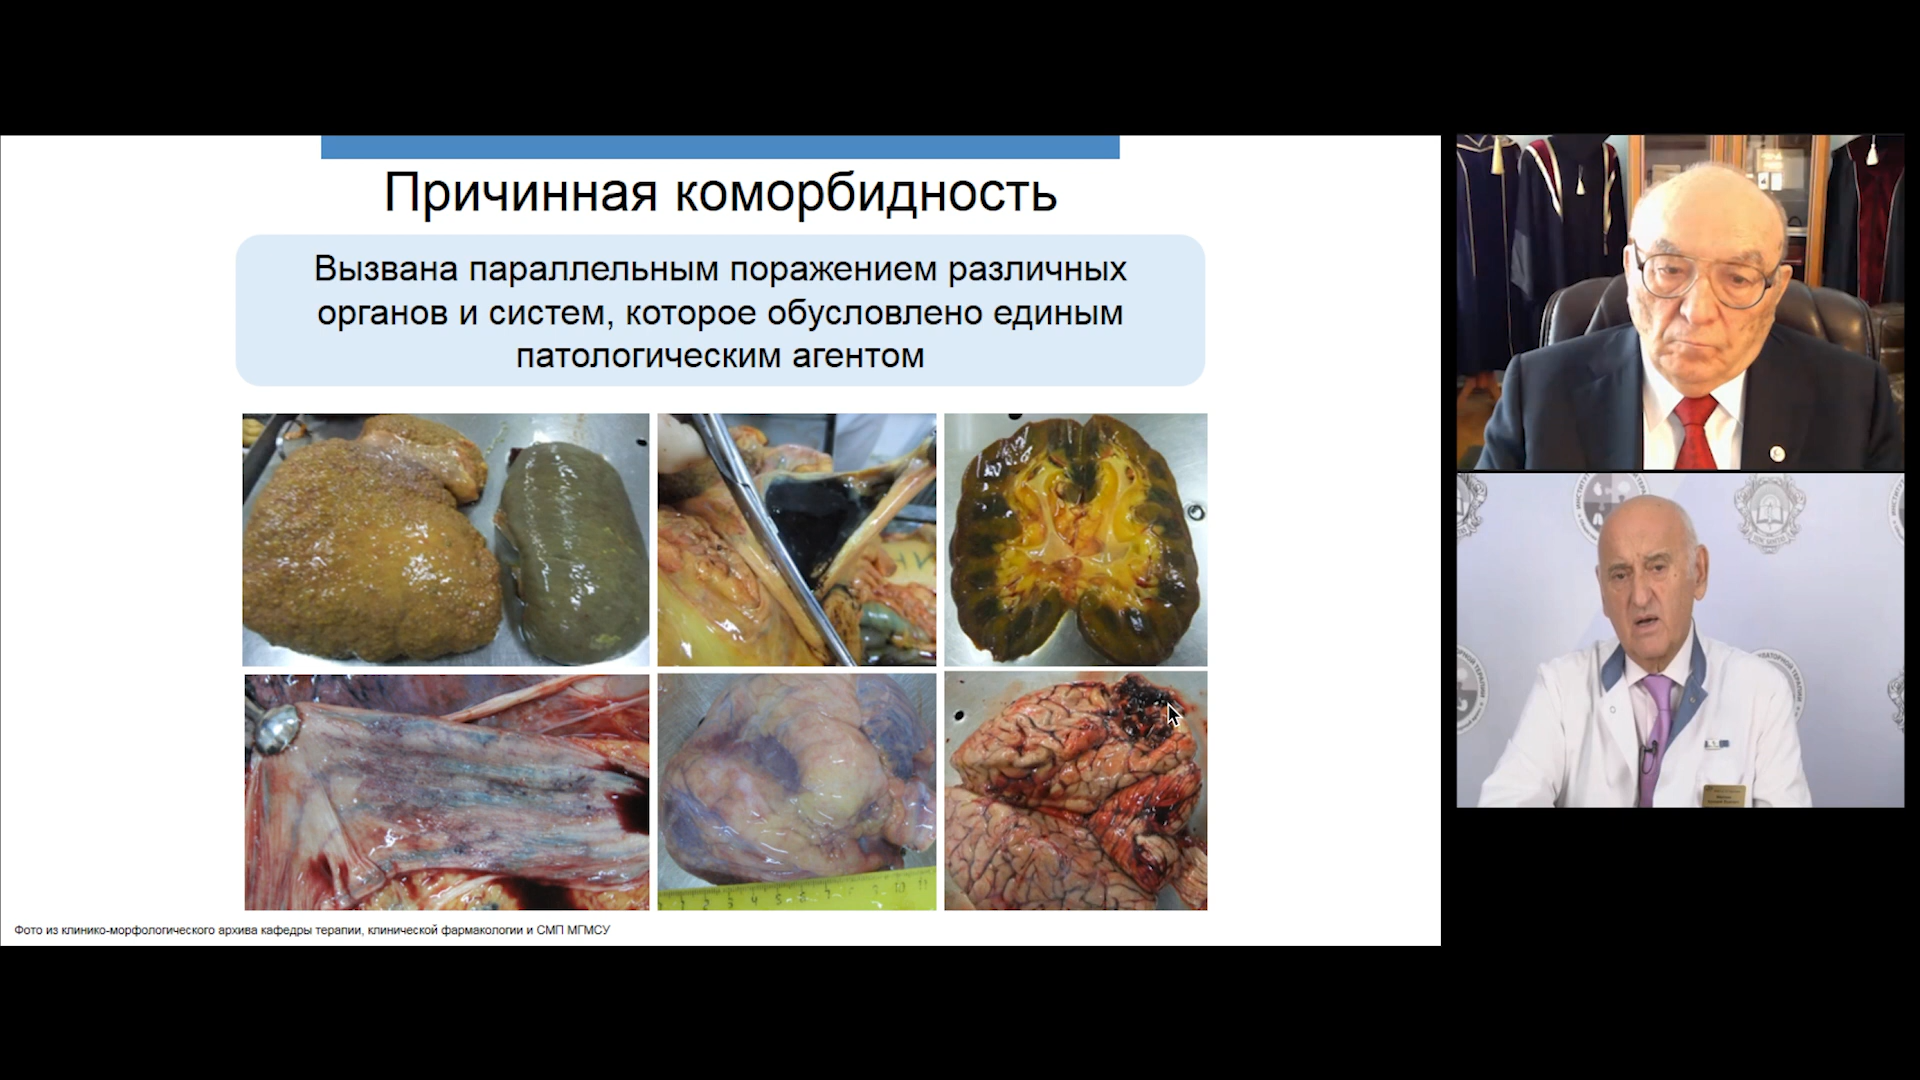 Причинная коморбидность
Вызвана параллельным поражением различных
органов и систем, которое обусловлено единым
патологическим агентом
Фото из клинико-морфологического архива кафедры терапии, клинической фармакологии и СМП МГМСУ